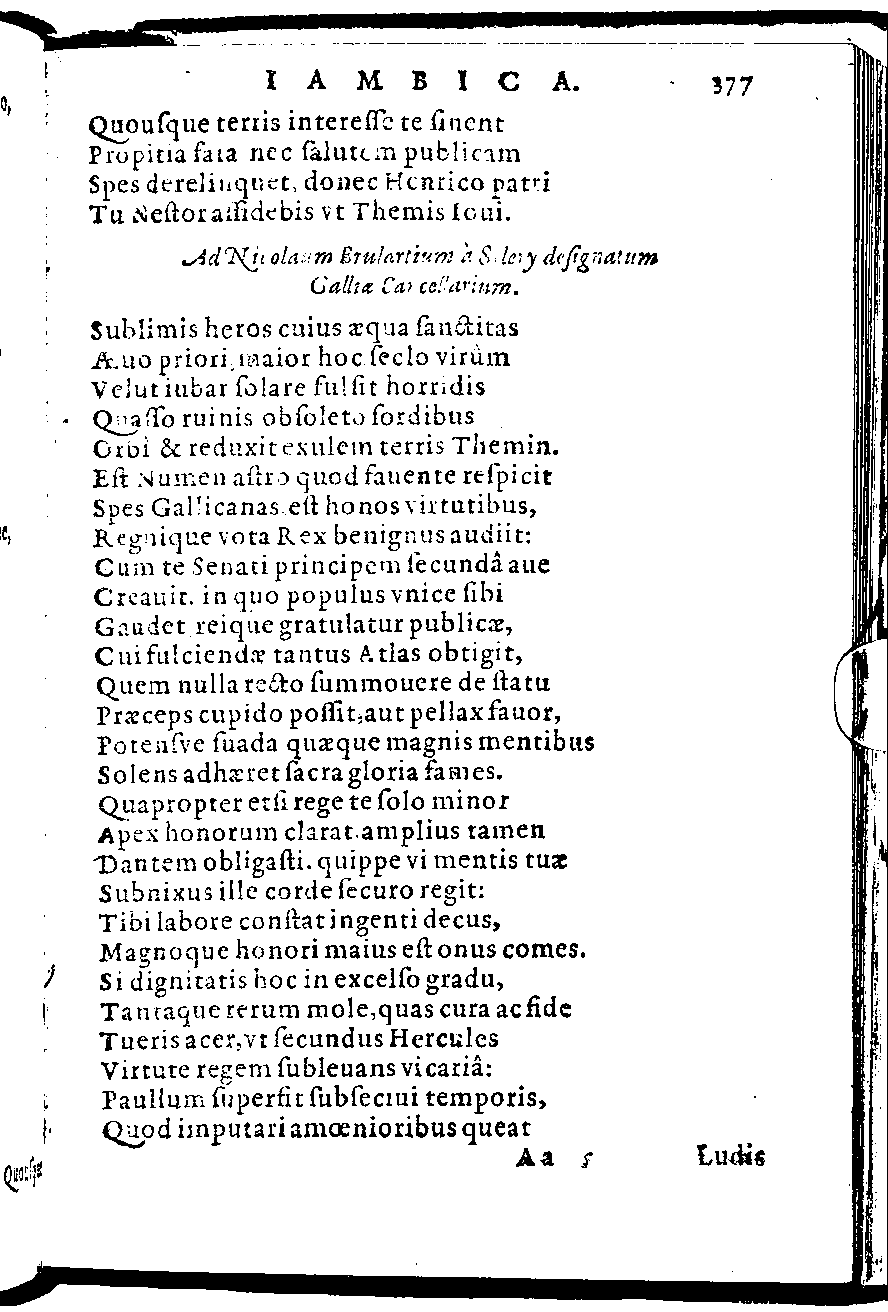 IAMBICA. 377
Quouſque terris intereſſe te ſinent
Propitia fata nec ſalutem publicam
Spes derelinquet, donec Henrico patri
Tu Neſtor aſſidebis vt Themis Ioui.
Ad Nicolaum Brulartium à Silery deſignatum
Galliæ Cancellarium.
Sublimis heros cuius æqua ſanctitas
Æuo priori, maior hoc ſeclo virûm
Velut iubar ſolare fulſit horridis
Quaſſo ruinis obſoleto ſordibus
Orbi & reduxit exulem terris Themin.
Eſt Numen aſtro quod fauente reſpicit
Spes Gallicanas, eſt honos virtutibus,
Regnique vota Rex benignus audiit:
Cum te Senati principem ſecundâ aue
Creauit. in quo populus vnice ſibi
Gaudet reique gratulatur publicæ,
Cui fulciendæ tantus Atlas obtigit,
Quem nulla recto ſummouere de ſtatu
Præceps cupido poſſit, aut pellax fauor,
Potenſve ſuada quæque magnis mentibus
Solens adhæret ſacra gloria fames.
Quapropter etſi rege te ſolo minor
Apex honorum clarat, amplius tamen
Dantem obligaſti. quippe vi mentis tuæ
Subnixus ille corde ſecuro regit:
Tibi labore conſtat ingenti decus,
Magnoque honori maius eſt onus comes.
Si dignitatis hoc in excelſo gradu,
Tantaque rerum mole, quas cura ac fide
Tueris acer, vt ſecundus Hercules
Virtute regem ſubleuans vicariâ:
Paullum ſuperſit ſubſeciui temporis,
Quod imputari amœnioribus queat
Aa 5 Ludis